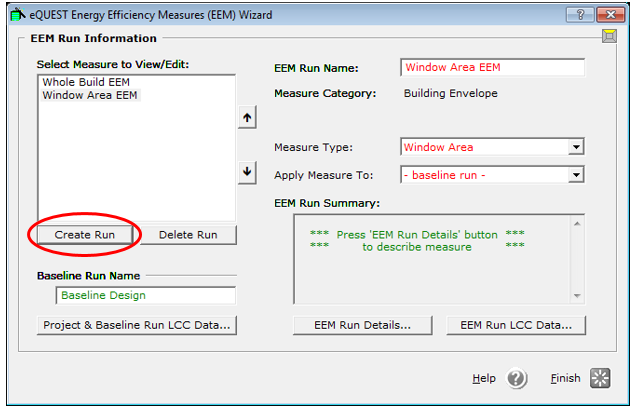 eQUEST Energy Efficiency Measures (EEM) Wizard
?
EEM Run Information
Select Measure to View/Edit:
Whole Build EEM
Window Area EEM
Create Run
Delete Run
Baseline Run Name
Baseline Design
Project & Baseline Run LCC Data...
EEM Run Name:
Window Area EEM
Measure Category:
Building Envelope
Measure Type:
Window Area
Apply Measure To:
- baseline run -
EEM Run Summary:
*** Press 'EEM Run Details' button ***
*** to describe measure ***
EEM Run Details...
EEM Run LCC Data...
Help ?
Finish